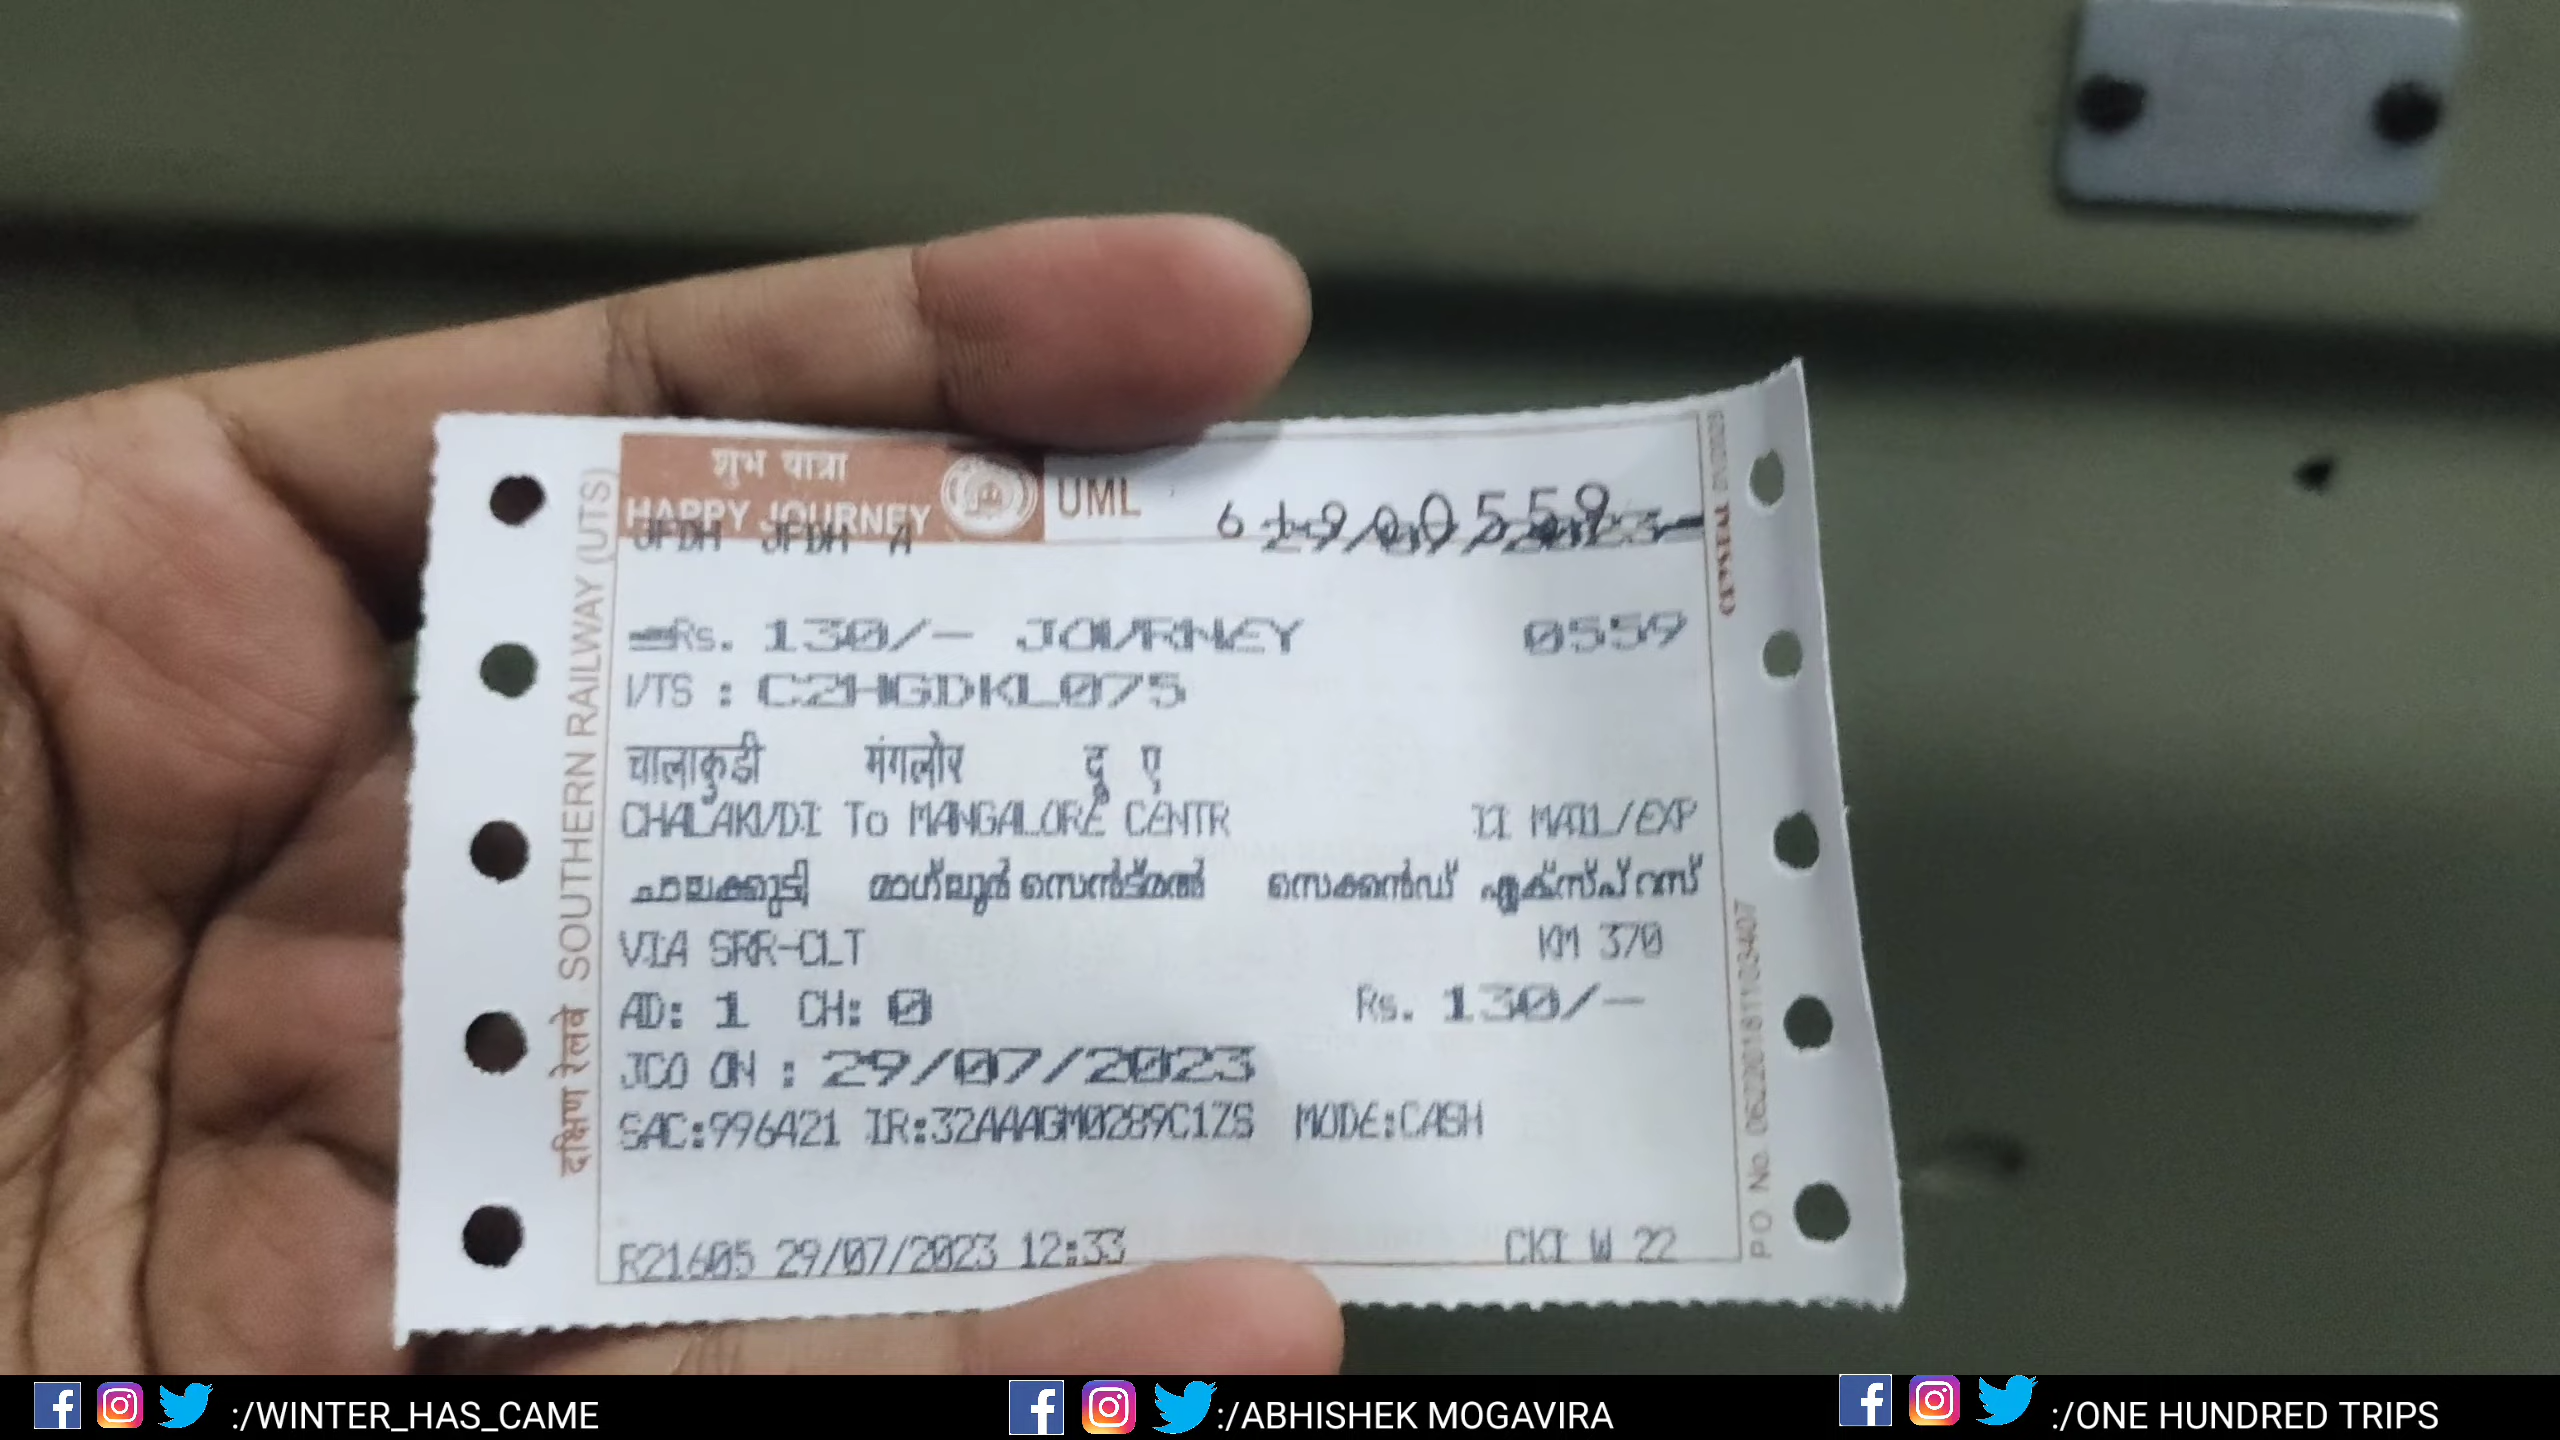 शुभ यात्रा
HAPPY JOURNEY
UML
JFDH JFDH A
Rs. 130/- JOURNEY 0559
UTS : C2HGDKL075
चालाकुडी मंगलोर दू ए
CHALAKUDI To MANGALORE CENTR II MAIL/EXP
ചാലക്കുടി സെക്കൻഡ് എക്സ്പ്രസ്
VIA SRR-CLT KM 370
AD: 1 CH: 0 Rs. 130/-
JCO ON : 29/07/2023
SAC:996421 IR:32AAAGM0289C1ZS MODE:CASH
R21605 29/07/2023 12:33 CKI W 22
दक्षिण रेलवे SOUTHERN RAILWAY (UTS)
:/WINTER_HAS_CAME :/ABHISHEK MOGAVIRA :/ONE HUNDRED TRIPS